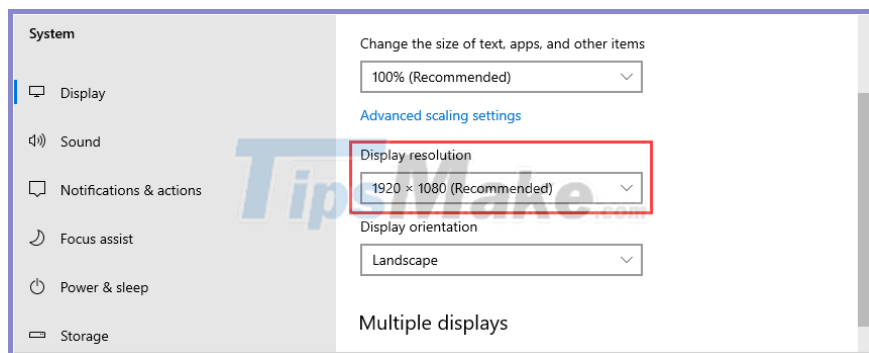 System
Display
Sound
Notifications & actions
Focus assist
Power & sleep
Storage
Change the size of text, apps, and other items
100% (Recommended)
Advanced scaling settings
Display resolution
1920 × 1080 (Recommended)
Display orientation
Landscape
Multiple displays
TipsMake.com